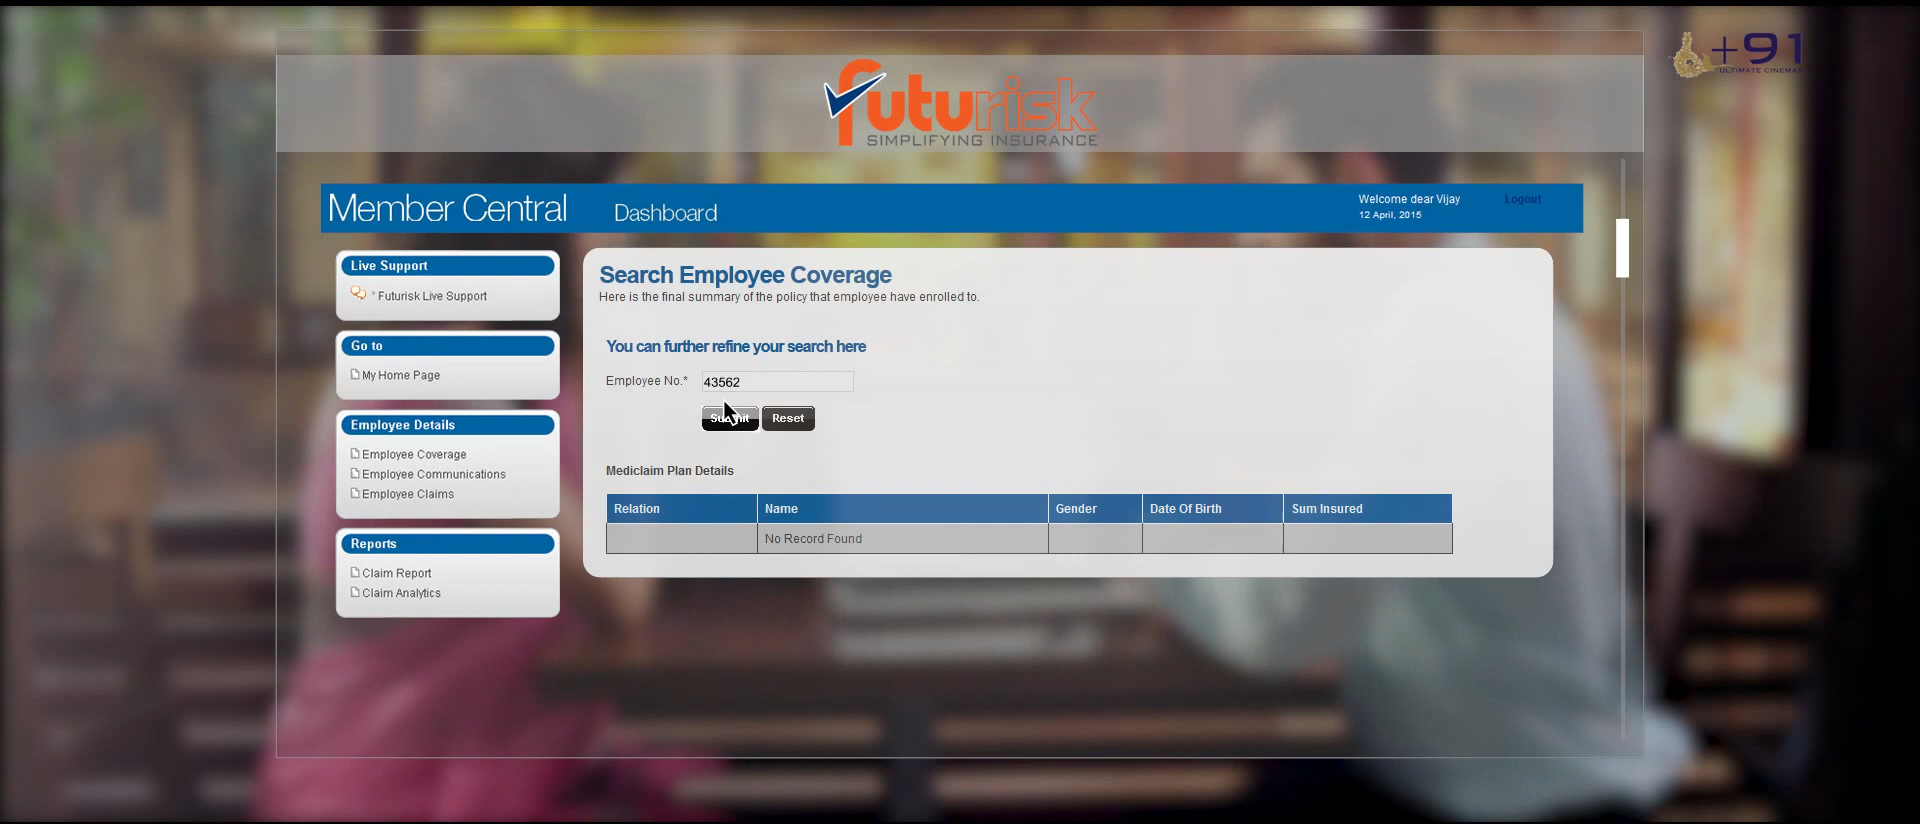 +91
ULTIMATE CINEMAS
futurisk
SIMPLIFYING INSURANCE
Member Central
Dashboard
Welcome dear Vijay
12 April, 2015
Logout
Live Support
* Futurisk Live Support
Go to
My Home Page
Employee Details
Employee Coverage
Employee Communications
Employee Claims
Reports
Claim Report
Claim Analytics
Search Employee Coverage
Here is the final summary of the policy that employee have enrolled to.
You can further refine your search here
Employee No.* 43562
Submit Reset
Mediclaim Plan Details
Relation Name Gender Date Of Birth Sum Insured
No Record Found